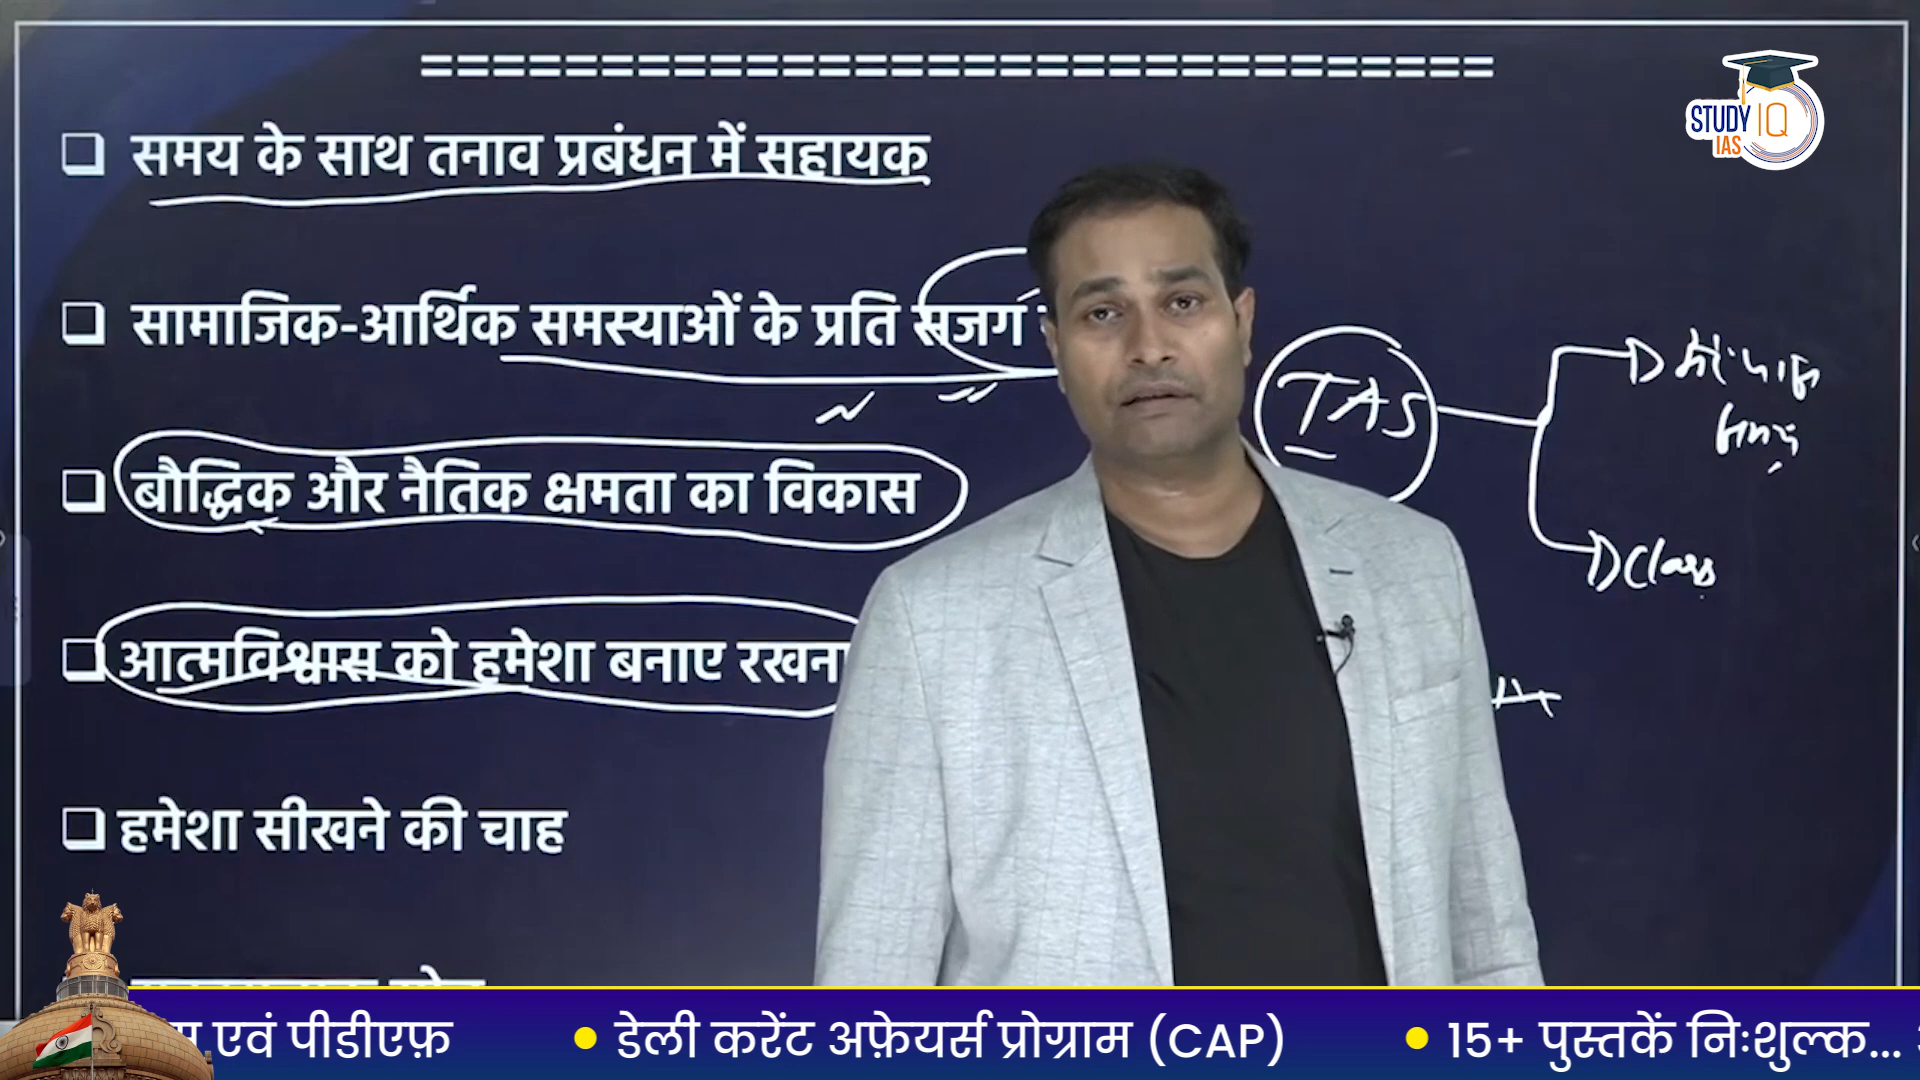 STUDY IQ
IAS
समय के साथ तनाव प्रबंधन में सहायक
सामाजिक-आर्थिक समस्याओं के प्रति सजग
बौद्धिक और नैतिक क्षमता का विकास
आत्मविश्वास को हमेशा बनाए रखना
हमेशा सीखने की चाह
IAS
Class
एवं पीडीएफ़ • डेली करेंट अफ़ेयर्स प्रोग्राम (CAP) • 15+ पुस्तकें निःशुल्क...